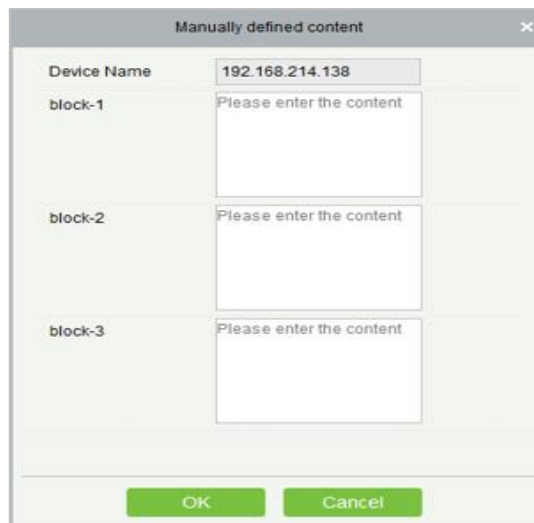 Manually defined content ×
Device Name 192.168.214.138
block-1 Please enter the content
block-2 Please enter the content
block-3 Please enter the content
OK Cancel